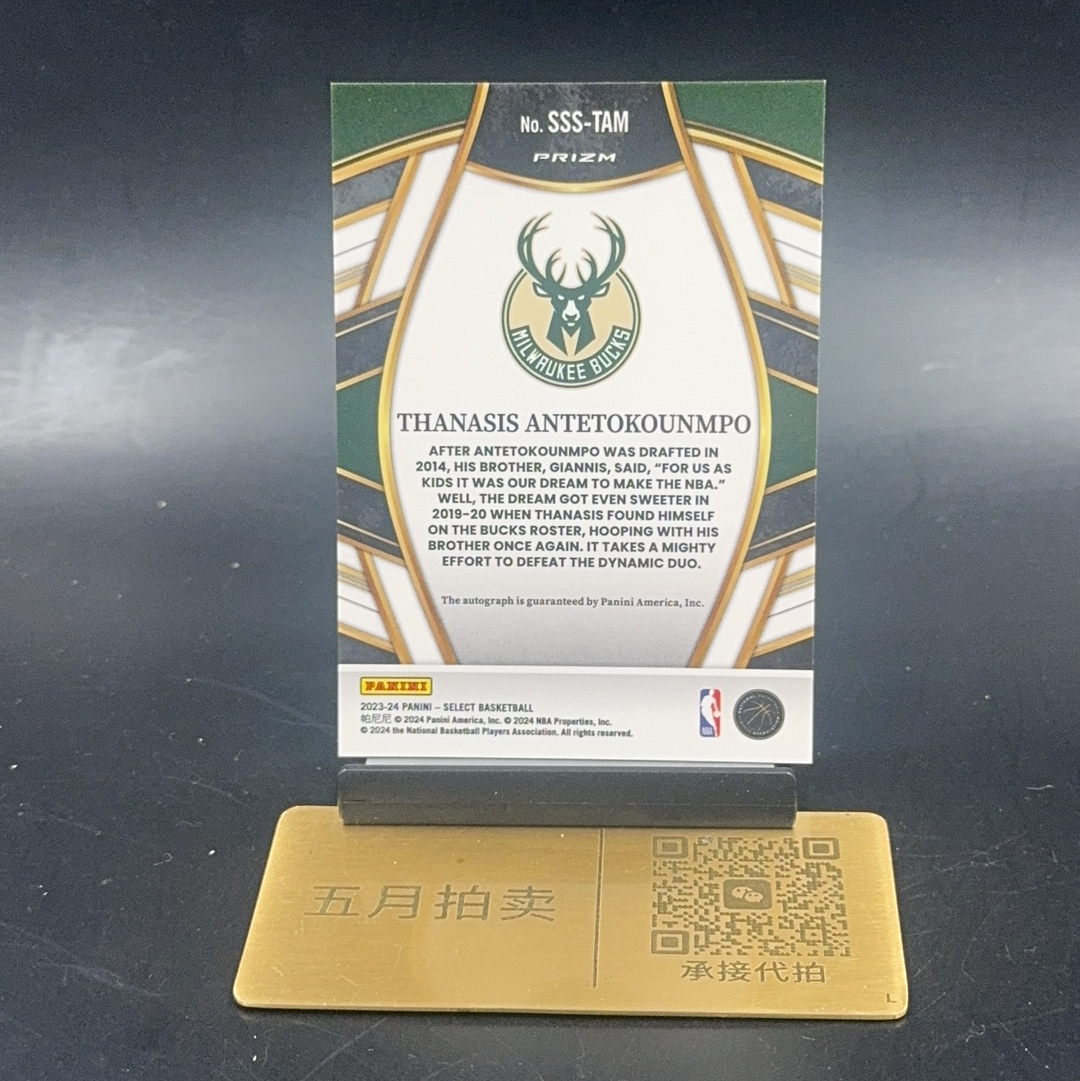 No. SSS-TAM
PRIZM
MILWAUKEE BUCKS
THANASIS ANTETOKOUNMPO
AFTER ANTETOKOUNMPO WAS DRAFTED IN
2014, HIS BROTHER, GIANNIS, SAID, “FOR US AS
KIDS IT WAS OUR DREAM TO MAKE THE NBA.”
WELL, THE DREAM GOT EVEN SWEETER IN
2019-20 WHEN THANASIS FOUND HIMSELF
ON THE BUCKS ROSTER, HOOPING WITH HIS
BROTHER ONCE AGAIN. IT TAKES A MIGHTY
EFFORT TO DEFEAT THE DYNAMIC DUO.
The autograph is guaranteed by Panini America, Inc.
PANINI
2023-24 PANINI – SELECT BASKETBALL
帕尼尼 © 2024 Panini America, Inc. © 2024 NBA Properties, Inc.
© 2024 the National Basketball Players Association. All rights reserved.
NBA
五月拍卖
承接代拍
L